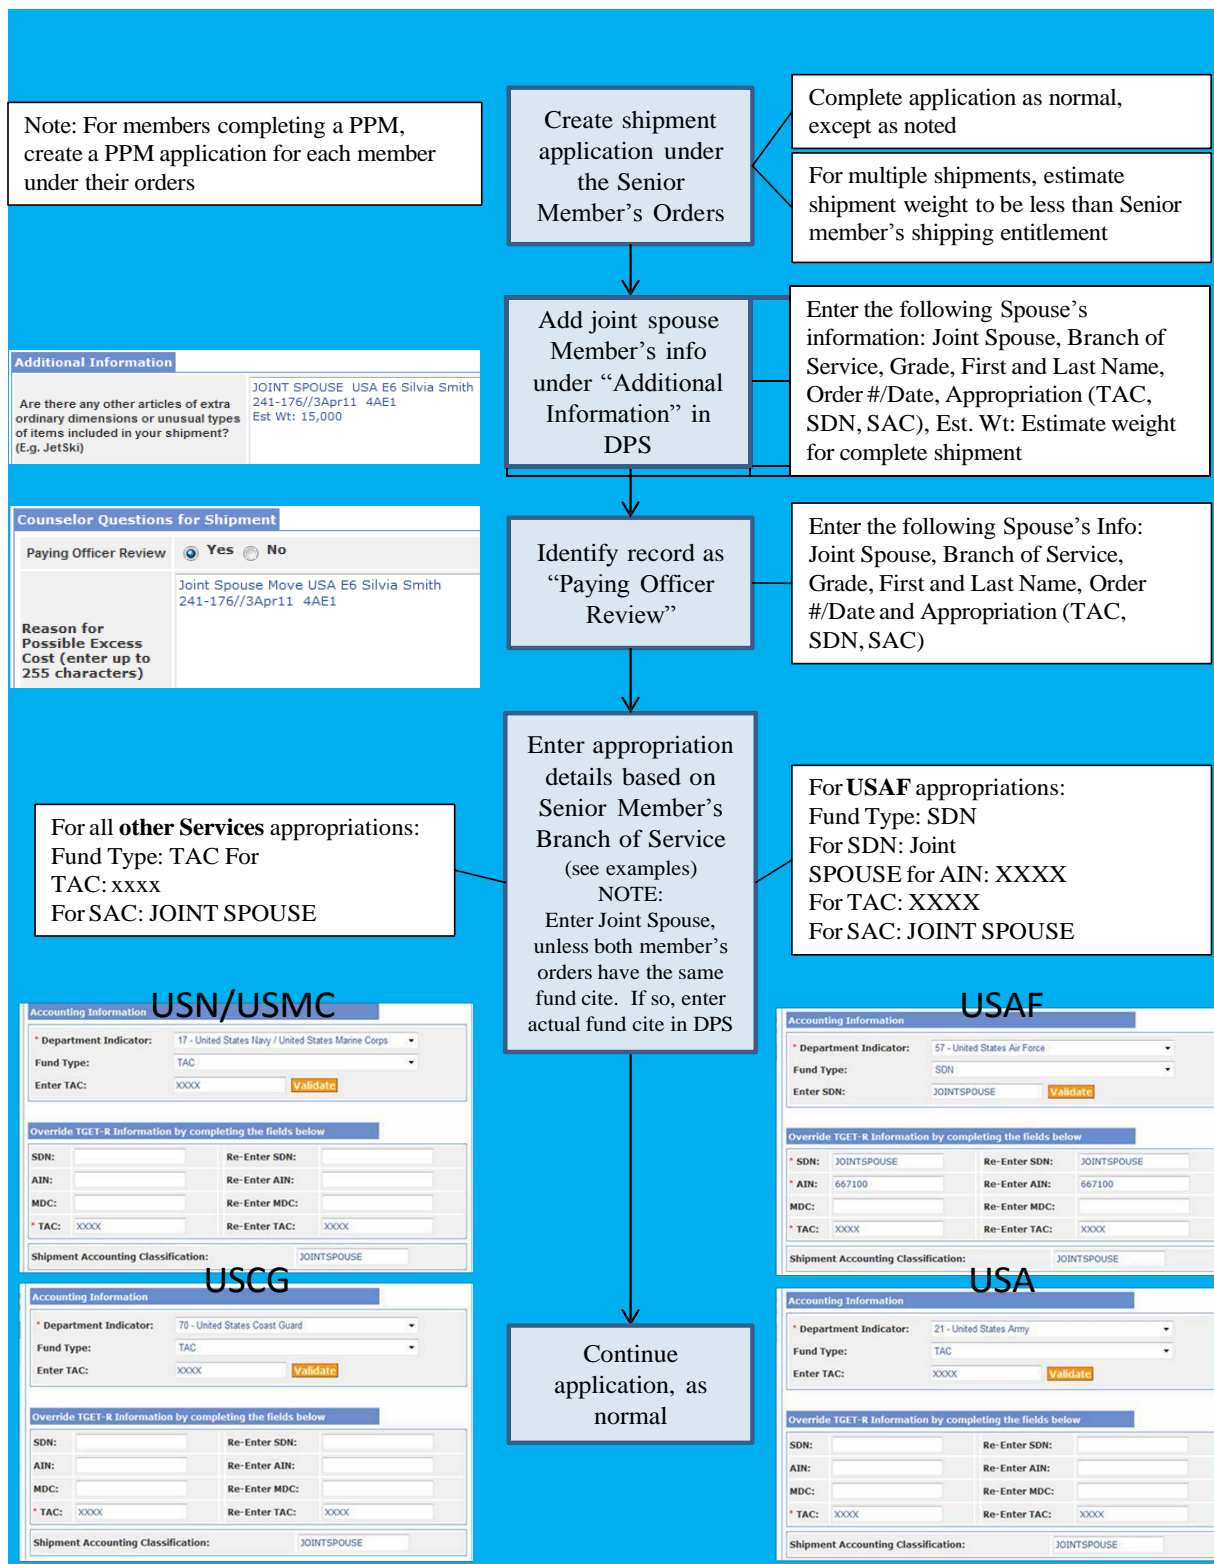 Note: For members completing a PPM,
create a PPM application for each member
under their orders
Create shipment
application under
the Senior
Member’s Orders
Complete application as normal,
except as noted
For multiple shipments, estimate
shipment weight to be less than Senior
member’s shipping entitlement
Add joint spouse
Member’s info
under “Additional
Information” in
DPS
Enter the following Spouse’s
information: Joint Spouse, Branch of
Service, Grade, First and Last Name,
Order #/Date, Appropriation (TAC,
SDN, SAC), Est. Wt: Estimate weight
for complete shipment
Additional Information
Are there any other articles of extra
ordinary dimensions or unusual types
of items included in your shipment?
(E.g. JetSki)
JOINT SPOUSE USA E6 Silvia Smith
241-176//3Apr11 4AE1
Est Wt: 15,000
Counselor Questions for Shipment
Paying Officer Review Yes No
Reason for
Possible Excess
Cost (enter up to
255 characters)
Joint Spouse Move USA E6 Silvia Smith
241-176//3Apr11 4AE1
Identify record as
“Paying Officer
Review”
Enter the following Spouse’s Info:
Joint Spouse, Branch of Service,
Grade, First and Last Name, Order
#/Date and Appropriation (TAC,
SDN, SAC)
Enter appropriation
details based on
Senior Member’s
Branch of Service
(see examples)
NOTE:
Enter Joint Spouse,
unless both member’s
orders have the same
fund cite. If so, enter
actual fund cite in DPS
For all other Services appropriations:
Fund Type: TAC For
TAC: xxxx
For SAC: JOINT SPOUSE
For USAF appropriations:
Fund Type: SDN
For SDN: Joint
SPOUSE for AIN: XXXX
For TAC: XXXX
For SAC: JOINT SPOUSE
USN/USMC
Accounting Information
* Department Indicator: 17 - United States Navy / United States Marine Corps
Fund Type: TAC
Enter TAC: XXXX Validate
Override TGET-R Information by completing the fields below
SDN: Re-Enter SDN:
AIN: Re-Enter AIN:
MDC: Re-Enter MDC:
* TAC: XXXX Re-Enter TAC: XXXX
Shipment Accounting Classification: JOINTSPOUSE
USAF
Accounting Information
* Department Indicator: 57 - United States Air Force
Fund Type: SDN
Enter SDN: JOINTSPOUSE Validate
Override TGET-R Information by completing the fields below
* SDN: JOINTSPOUSE Re-Enter SDN: JOINTSPOUSE
* AIN: 667100 Re-Enter AIN: 667100
MDC: Re-Enter MDC:
* TAC: XXXX Re-Enter TAC: XXXX
Shipment Accounting Classification: JOINTSPOUSE
USCG
Accounting Information
* Department Indicator: 70 - United States Coast Guard
Fund Type: TAC
Enter TAC: XXXX Validate
Override TGET-R Information by completing the fields below
SDN: Re-Enter SDN:
AIN: Re-Enter AIN:
MDC: Re-Enter MDC:
* TAC: XXXX Re-Enter TAC: XXXX
Shipment Accounting Classification: JOINTSPOUSE
Continue
application, as
normal
USA
Accounting Information
* Department Indicator: 21 - United States Army
Fund Type: TAC
Enter TAC: XXXX Validate
Override TGET-R Information by completing the fields below
SDN: Re-Enter SDN:
AIN: Re-Enter AIN:
MDC: Re-Enter MDC:
* TAC: XXXX Re-Enter TAC: XXXX
Shipment Accounting Classification: JOINTSPOUSE